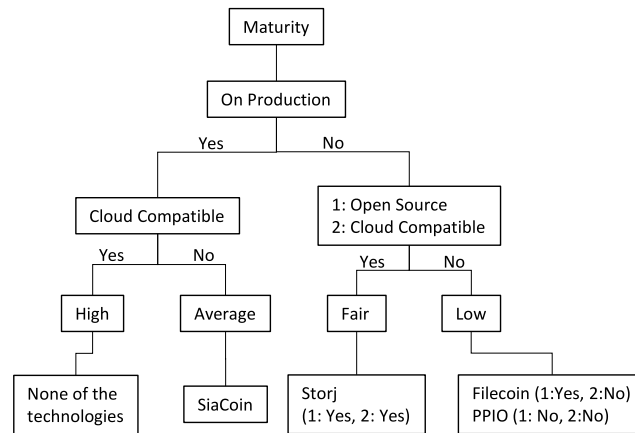 Maturity
On Production
Yes
No
Cloud Compatible
1: Open Source
2: Cloud Compatible
Yes
No
Yes
No
High
Average
Fair
Low
None of the
technologies
SiaCoin
Storj
(1: Yes, 2: Yes)
Filecoin (1:Yes, 2:No)
PPIO (1: No, 2:No)